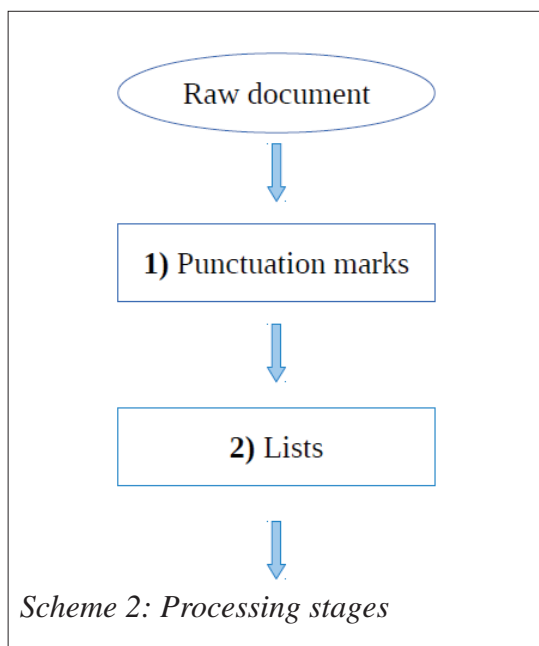 Raw document
1) Punctuation marks
2) Lists
Scheme 2: Processing stages